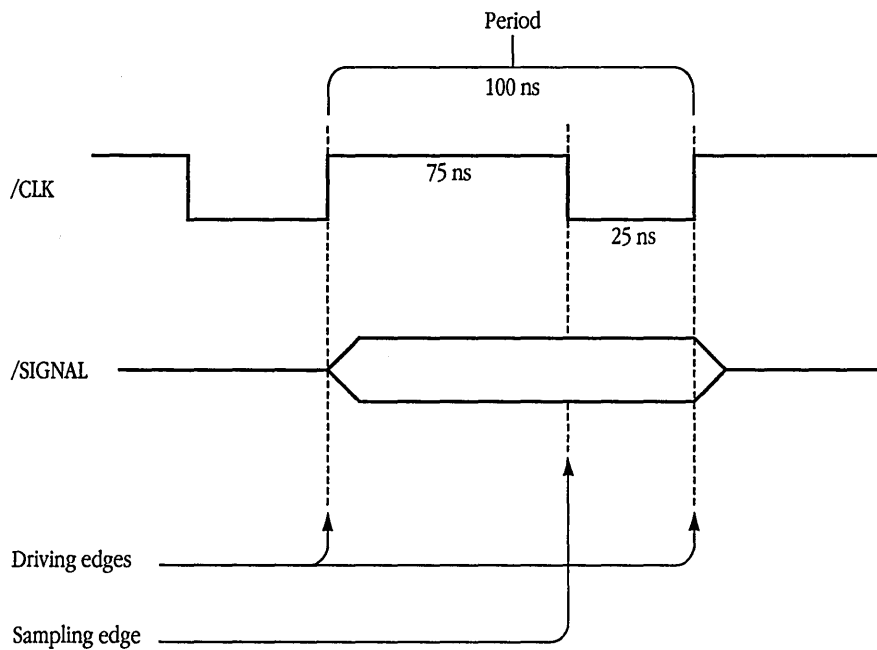 Period
100 ns
/CLK
75 ns
25 ns
/SIGNAL
Driving edges
Sampling edge